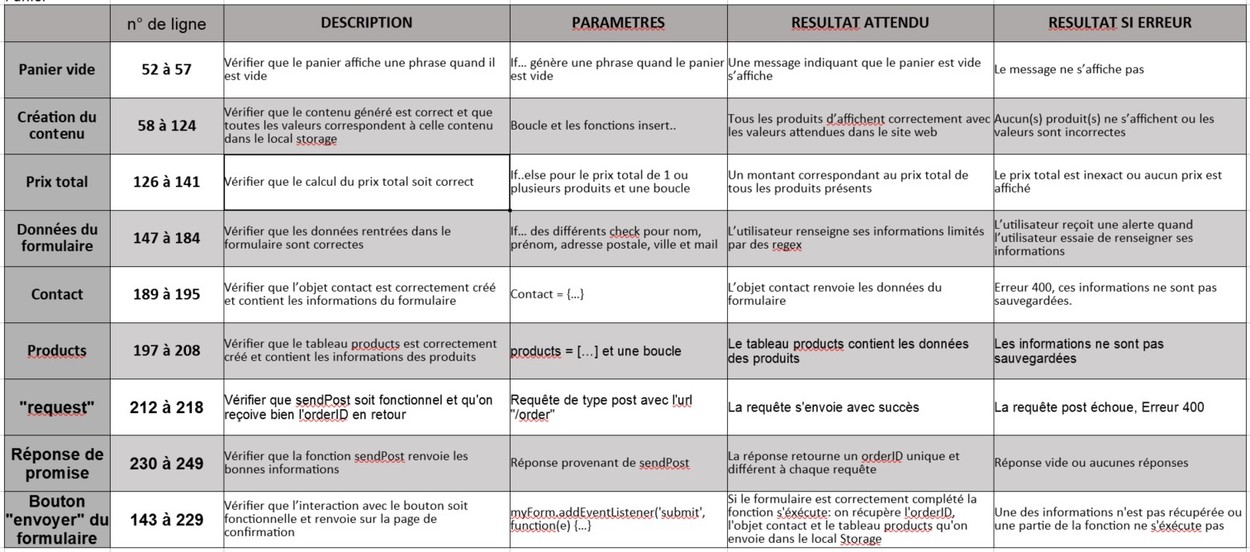 n° de ligne
DESCRIPTION
PARAMETRES
RESULTAT ATTENDU
RESULTAT SI ERREUR
Panier vide
52 à 57
Vérifier que le panier affiche une phrase quand il
est vide
If… génère une phrase quand le panier
est vide
Une message indiquant que le panier est vide
s’affiche
Le message ne s’affiche pas
Création du
contenu
58 à 124
Vérifier que le contenu généré est correct et que
toutes les valeurs correspondent à celle contenu
dans le local storage
Boucle et les fonctions insert..
Tous les produits d’affichent correctement avec
les valeurs attendues dans le site web
Aucun(s) produit(s) ne s’affichent ou les
valeurs sont incorrectes
Prix total
126 à 141
Vérifier que le calcul du prix total soit correct
If..else pour le prix total de 1 ou
plusieurs produits et une boucle
Un montant correspondant au prix total de
tous les produits présents
Le prix total est inexact ou aucun prix est
affiché
Données du
formulaire
147 à 184
Vérifier que les données rentrées dans le
formulaire sont correctes
If… des différents check pour nom,
prénom, adresse postale, ville et mail
L’utilisateur renseigne ses informations limités
par des regex
L’utilisateur reçoit une alerte quand
l’utilisateur essaie de renseigner ses
informations
Contact
189 à 195
Vérifier que l’objet contact est correctement créé
et contient les informations du formulaire
Contact = {…}
L’objet contact renvoie les données du
formulaire
Erreur 400, ces informations ne sont pas
sauvegardées.
Products
197 à 208
Vérifier que le tableau products est correctement
créé et contient les informations des produits
products = […] et une boucle
Le tableau products contient les données
des produits
Les informations ne sont pas
sauvegardées
"request"
212 à 218
Vérifier que sendPost soit fonctionnel et qu'on
reçoive bien l'orderID en retour
Requête de type post avec l'url
"/order"
La requête s'envoie avec succès
La requête post échoue, Erreur 400
Réponse de
promise
230 à 249
Vérifier que la fonction sendPost renvoie les
bonnes informations
Réponse provenant de sendPost
La réponse retourne un orderID unique et
différent à chaque requête
Réponse vide ou aucunes réponses
Bouton
"envoyer" du
formulaire
143 à 229
Vérifier que l’interaction avec le bouton soit
fonctionnelle et renvoie sur la page de
confirmation
myForm.addEventListener('submit',
function(e) {…}
Si le formulaire est correctement complété la
fonction s'éxécute: on récupère l'orderID,
l'objet contact et le tableau products qu'on
envoie dans le local Storage
Une des informations n'est pas récupérée ou
une partie de la fonction ne s'éxécute pas